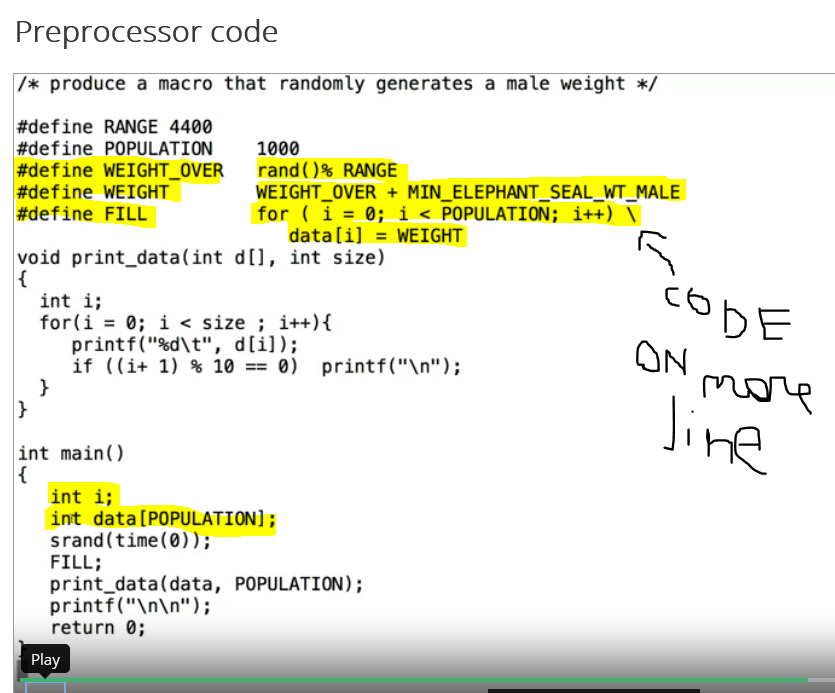 Preprocessor code
/* produce a macro that randomly generates a male weight */
#define RANGE 4400
#define POPULATION 1000
#define WEIGHT_OVER rand()% RANGE
#define WEIGHT WEIGHT_OVER + MIN_ELEPHANT_SEAL_WT_MALE
#define FILL for ( i = 0; i < POPULATION; i++) \
data[i] = WEIGHT
void print_data(int d[], int size)
{
int i;
for(i = 0; i < size ; i++){
printf("%d\t", d[i]);
if ((i+ 1) % 10 == 0) printf("\n");
}
}
int main()
{
int i;
int data[POPULATION];
srand(time(0));
FILL;
print_data(data, POPULATION);
printf("\n\n");
return 0;
}
Play
CODE
ON
more
line